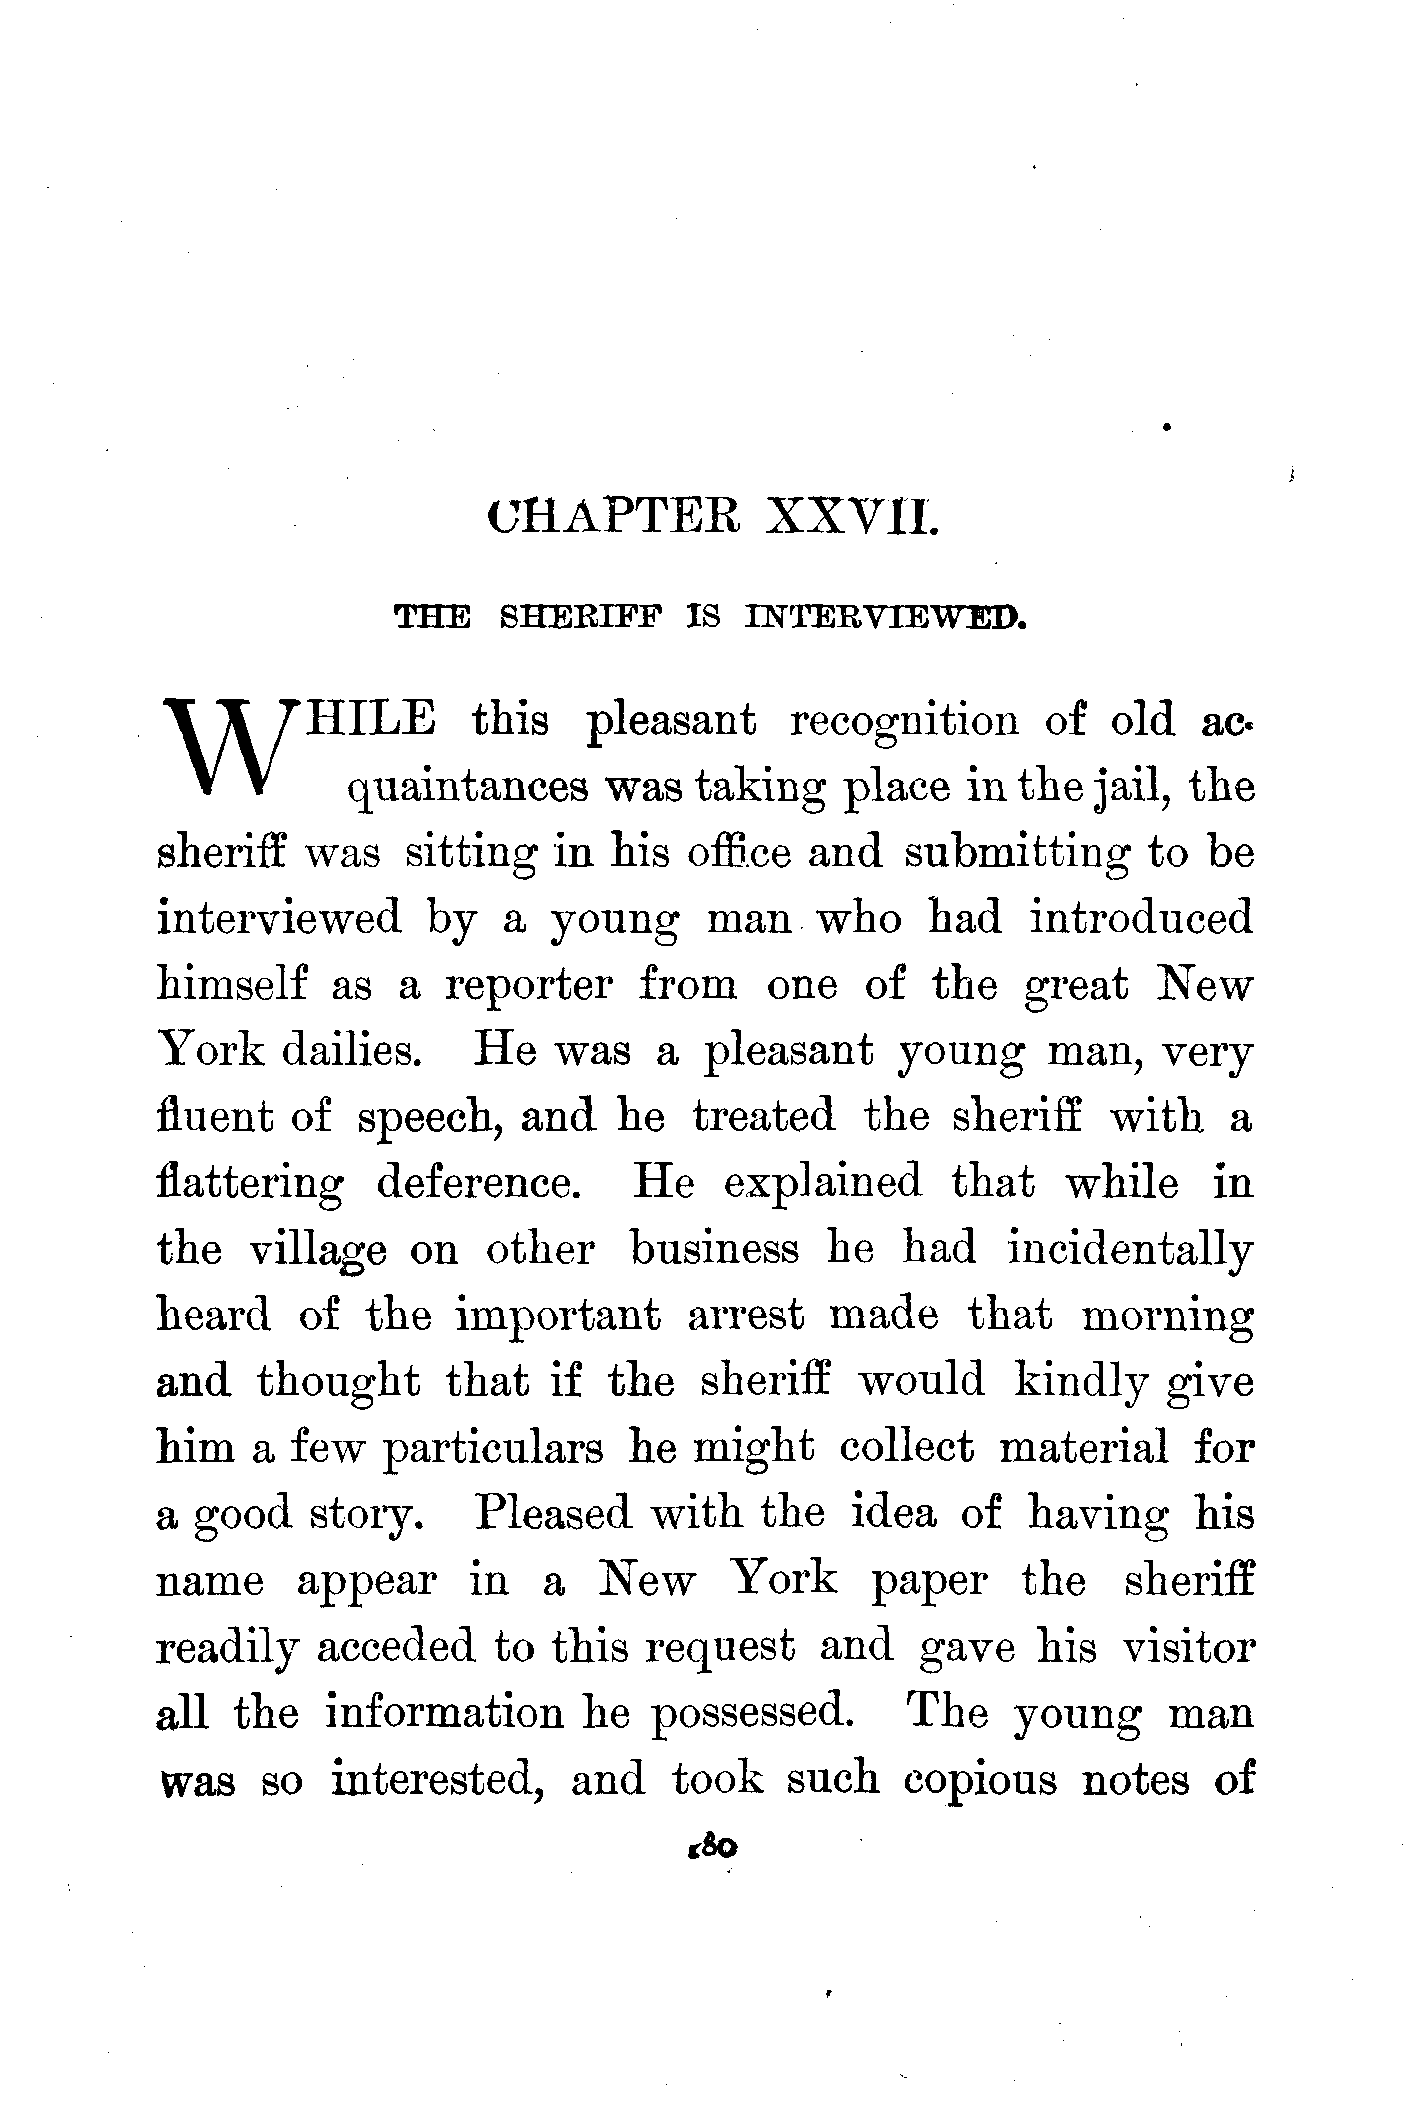 CHAPTER XXVII.
THE SHERIFF IS INTERVIEWED.
WHILE this pleasant recognition of old ac-
quaintances was taking place in the jail, the
sheriff was sitting in his office and submitting to be
interviewed by a young man who had introduced
himself as a reporter from one of the great New
York dailies. He was a pleasant young man, very
fluent of speech, and he treated the sheriff with a
flattering deference. He explained that while in
the village on other business he had incidentally
heard of the important arrest made that morning
and thought that if the sheriff would kindly give
him a few particulars he might collect material for
a good story. Pleased with the idea of having his
name appear in a New York paper the sheriff
readily acceded to this request and gave his visitor
all the information he possessed. The young man
was so interested, and took such copious notes of
180